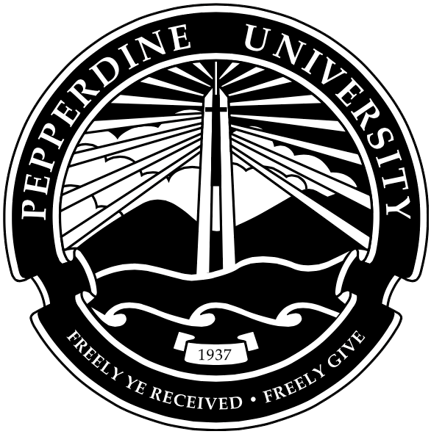 PEPPERDINE UNIVERSITY
1937
FREELY YE RECEIVED • FREELY GIVE